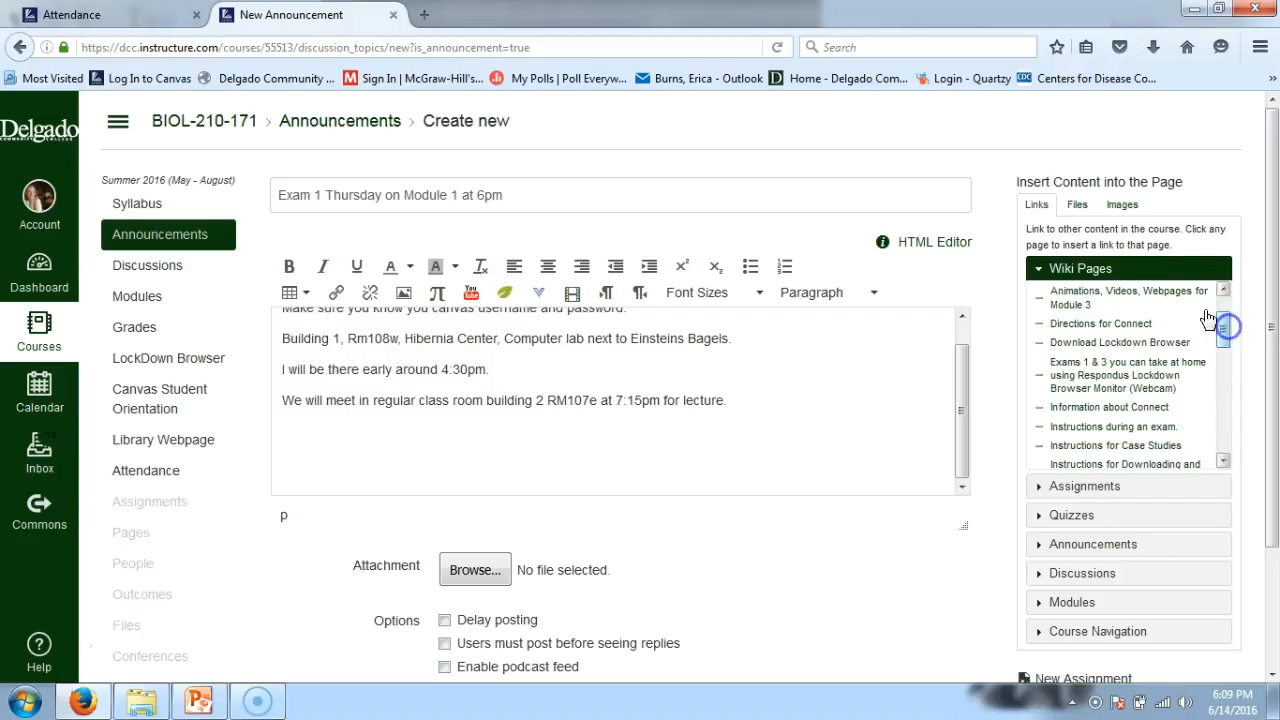 Attendance × New Announcement × +
https://dcc.instructure.com/courses/55513/discussion_topics/new?is_announcement=true
Search
Most Visited Log In to Canvas Delgado Community ... Sign In | McGraw-Hill's... My Polls | Poll Everyw... Burns, Erica - Outlook Home - Delgado Com... Login - Quartzy CDC Centers for Disease Co... »
Delgado
BIOL-210-171 › Announcements › Create new
Account
Dashboard
Courses
Calendar
Inbox
Commons
Help
Summer 2016 (May - August)
Syllabus
Announcements
Discussions
Modules
Grades
LockDown Browser
Canvas Student
Orientation
Library Webpage
Attendance
Assignments
Pages
People
Outcomes
Files
Conferences
Exam 1 Thursday on Module 1 at 6pm
HTML Editor
B I U A A
Font Sizes Paragraph
Make sure you know you canvas username and password.
Building 1, Rm108w, Hibernia Center, Computer lab next to Einsteins Bagels.
I will be there early around 4:30pm.
We will meet in regular class room building 2 RM107e at 7:15pm for lecture.
p
Attachment Browse... No file selected.
Options Delay posting
Users must post before seeing replies
Enable podcast feed
Insert Content into the Page
Links Files Images
Link to other content in the course. Click any
page to insert a link to that page.
Wiki Pages
Animations, Videos, Webpages for
Module 3
Directions for Connect
Download Lockdown Browser
Exams 1 & 3 you can take at home
using Respondus Lockdown
Browser Monitor (Webcam)
Information about Connect
Instructions during an exam.
Instructions for Case Studies
Instructions for Downloading and
Assignments
Quizzes
Announcements
Discussions
Modules
Course Navigation
New Assignment
6:09 PM
6/14/2016